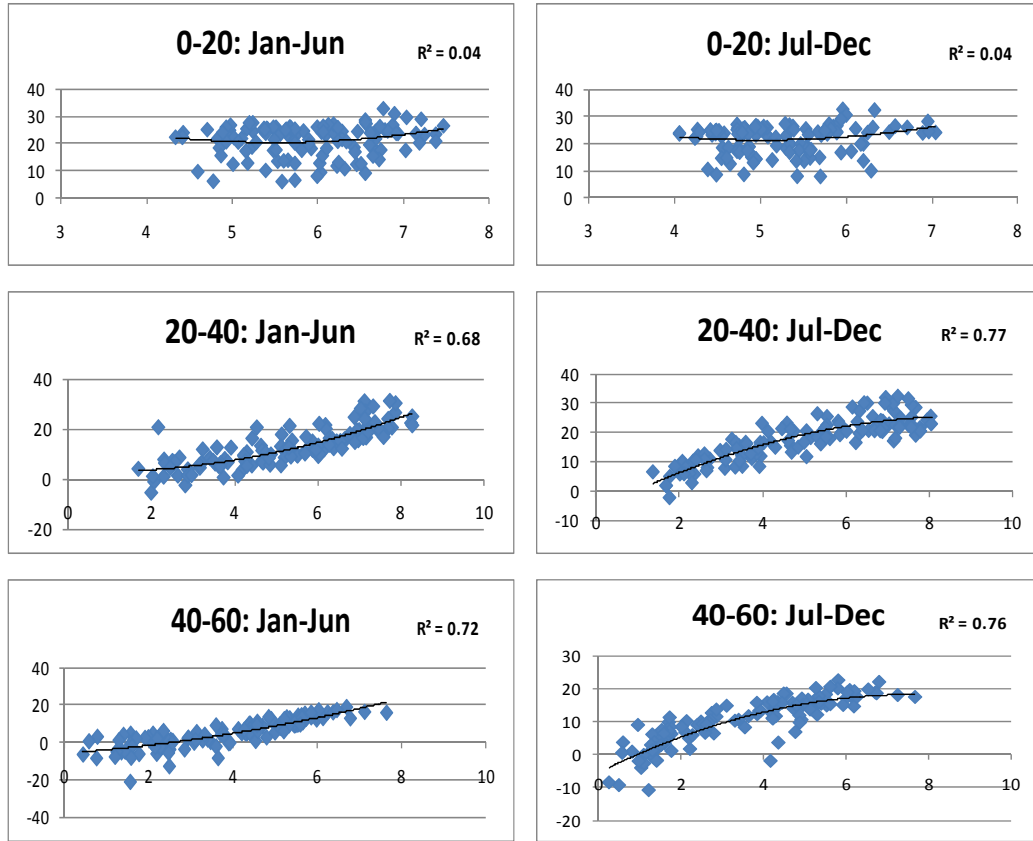 0-20: Jan-Jun
R² = 0.04
40
30
20
10
0
3 4 5 6 7 8
0-20: Jul-Dec
R² = 0.04
40
30
20
10
0
3 4 5 6 7 8
20-40: Jan-Jun
R² = 0.68
40
20
0
-20
0 2 4 6 8 10
20-40: Jul-Dec
R² = 0.77
40
30
20
10
0
-10
0 2 4 6 8 10
40-60: Jan-Jun
R² = 0.72
40
20
0
-20
-40
0 2 4 6 8 10
40-60: Jul-Dec
R² = 0.76
30
20
10
0
-10
-20
0 2 4 6 8 10